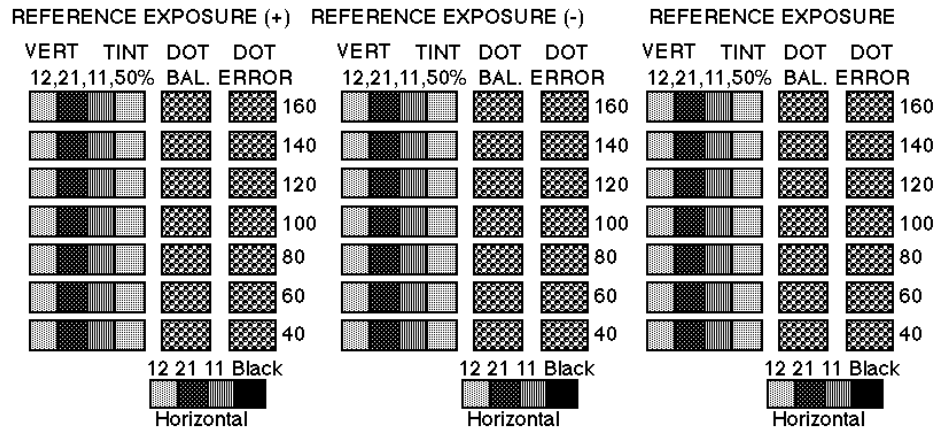 REFERENCE EXPOSURE (+) REFERENCE EXPOSURE (-) REFERENCE EXPOSURE
VERT TINT DOT DOT VERT TINT DOT DOT VERT TINT DOT DOT
12,21,11,50% BAL. ERROR 12,21,11,50% BAL. ERROR 12,21,11,50% BAL. ERROR
160 160 160
140 140 140
120 120 120
100 100 100
80 80 80
60 60 60
40 40 40
12 21 11 Black 12 21 11 Black 12 21 11 Black
Horizontal Horizontal Horizontal